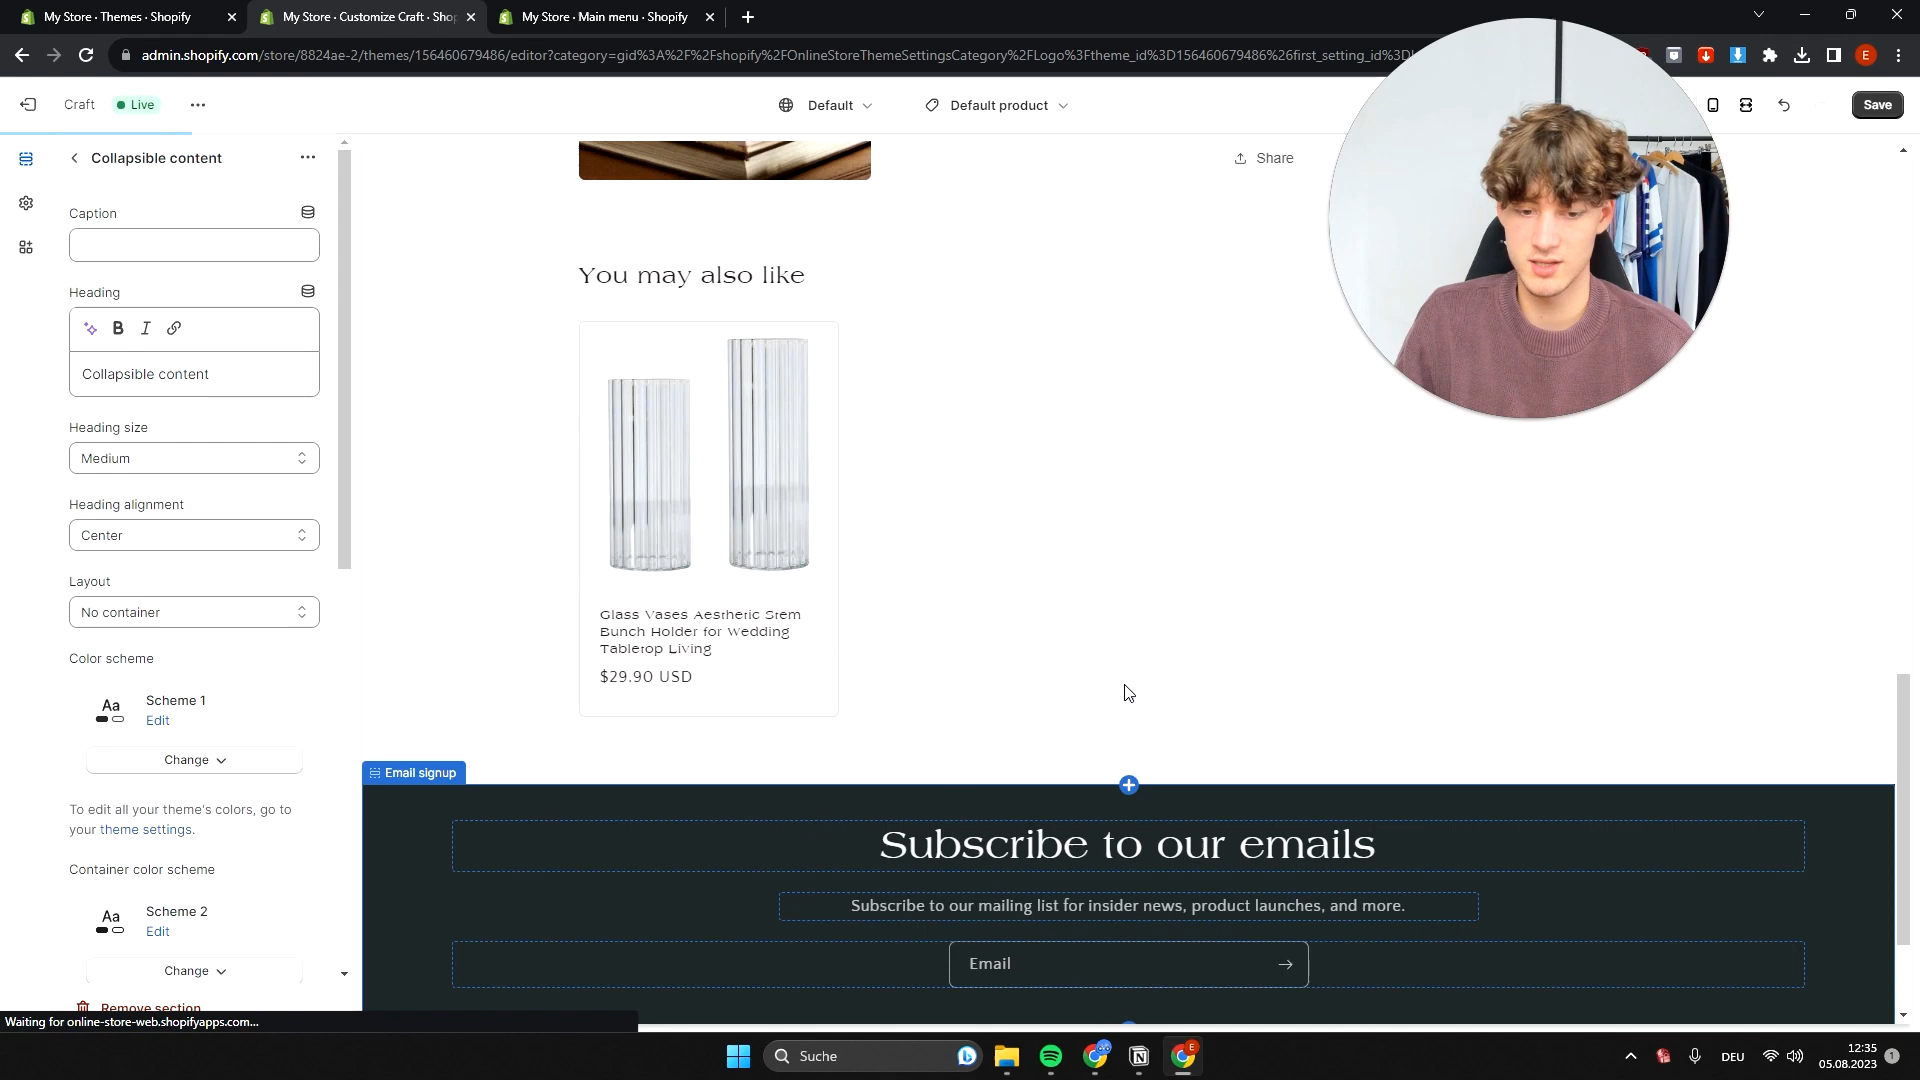 My Store · Themes · Shopify
My Store · Customize Craft · Shop
My Store · Main menu · Shopify
admin.shopify.com/store/8824ae-2/themes/156460679486/editor?category=gid%3A%2F%2Fshopify%2FOnlineStoreThemeSettingsCategory%2FLogo%3Ftheme_id%3D156460679486%26first_setting_id%3D
E
Craft
Live
Default
Default product
Save
Collapsible content
Share
Caption
Heading
B I
Collapsible content
Heading size
Medium
Heading alignment
Center
Layout
No container
Color scheme
Aa
Scheme 1
Edit
Change
To edit all your theme's colors, go to
your theme settings.
Container color scheme
Aa
Scheme 2
Edit
Change
Remove section
You may also like
Glass Vases Aesthetic Stem
Bunch Holder for Wedding
Tabletop Living
$29.90 USD
Email signup
Subscribe to our emails
Subscribe to our mailing list for insider news, product launches, and more.
Email
Waiting for online-store-web.shopifyapps.com...
Suche
E
DEU
12:35
05.08.2023
1